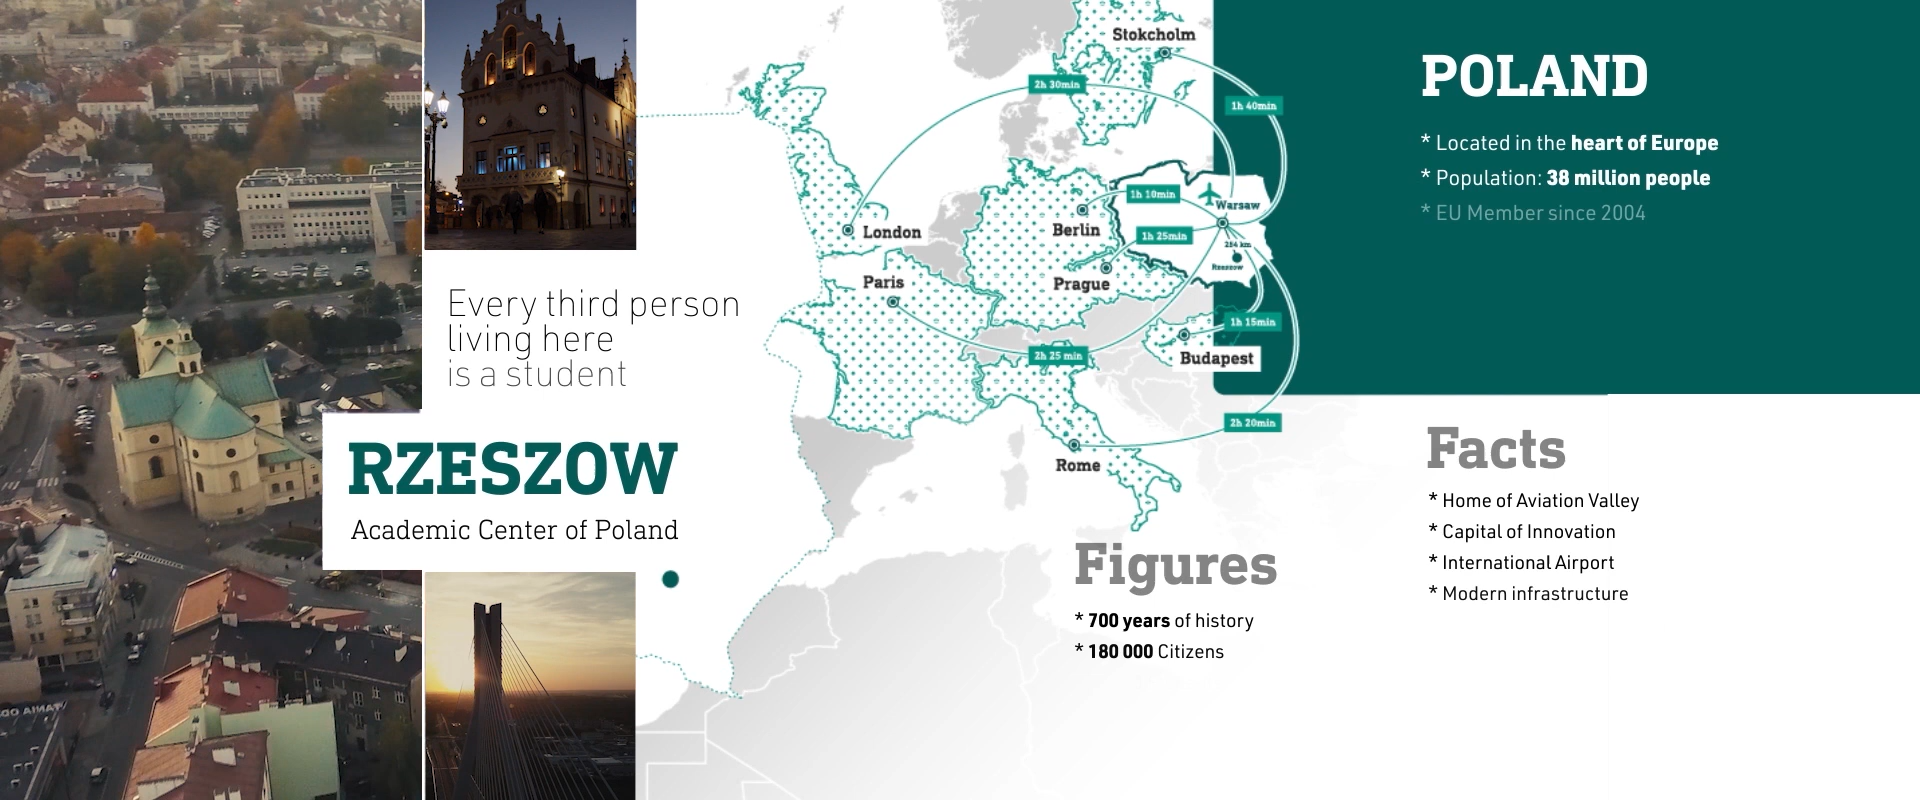 Every third person
living here
is a student
RZESZOW
Academic Center of Poland
Stokcholm
2h 30min
1h 40min
1h 10min
Warsaw
London
Berlin
1h 25min
254 km
Rzeszow
Paris
Prague
1h 15min
2h 25 min
Budapest
2h 20min
Rome
POLAND
* Located in the heart of Europe
* Population: 38 million people
* EU Member since 2004
Figures
* 700 years of history
* 180 000 Citizens
Facts
* Home of Aviation Valley
* Capital of Innovation
* International Airport
* Modern infrastructure